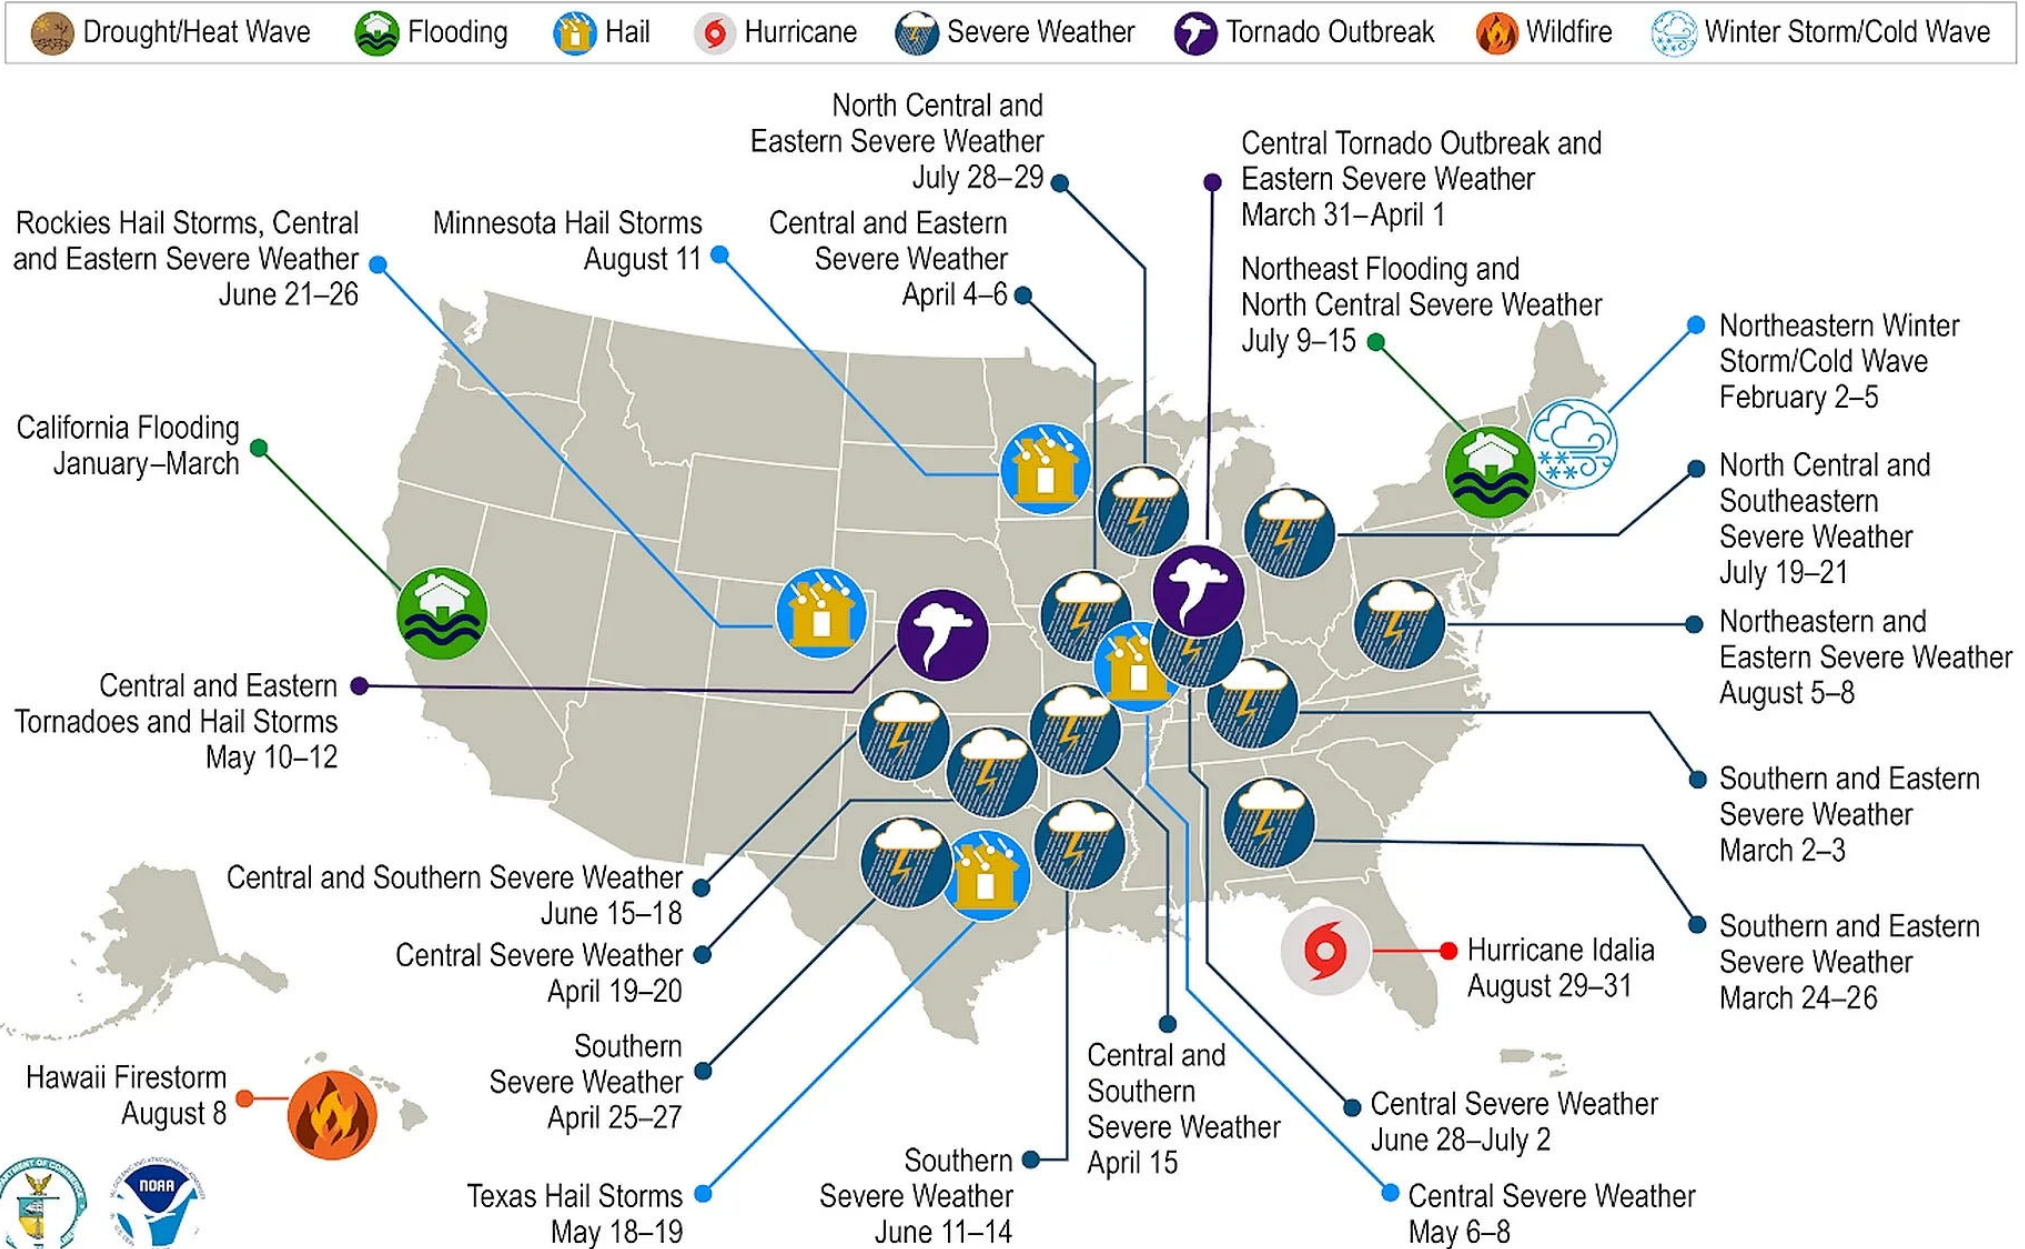 Drought/Heat Wave
Flooding
Hail
Hurricane
Severe Weather
Tornado Outbreak
Wildfire
Winter Storm/Cold Wave
North Central and
Eastern Severe Weather
July 28–29
Central Tornado Outbreak and
Eastern Severe Weather
March 31–April 1
Rockies Hail Storms, Central
and Eastern Severe Weather
June 21–26
Minnesota Hail Storms
August 11
Central and Eastern
Severe Weather
April 4–6
Northeast Flooding and
North Central Severe Weather
July 9–15
Northeastern Winter
Storm/Cold Wave
February 2–5
California Flooding
January–March
North Central and
Southeastern
Severe Weather
July 19–21
Northeastern and
Eastern Severe Weather
August 5–8
Central and Eastern
Tornadoes and Hail Storms
May 10–12
Southern and Eastern
Severe Weather
March 2–3
Central and Southern Severe Weather
June 15–18
Southern and Eastern
Severe Weather
March 24–26
Central Severe Weather
April 19–20
Hurricane Idalia
August 29–31
Southern
Severe Weather
April 25–27
Central and
Southern
Severe Weather
April 15
Hawaii Firestorm
August 8
Central Severe Weather
June 28–July 2
Texas Hail Storms
May 18–19
Southern
Severe Weather
June 11–14
Central Severe Weather
May 6–8
NOAA